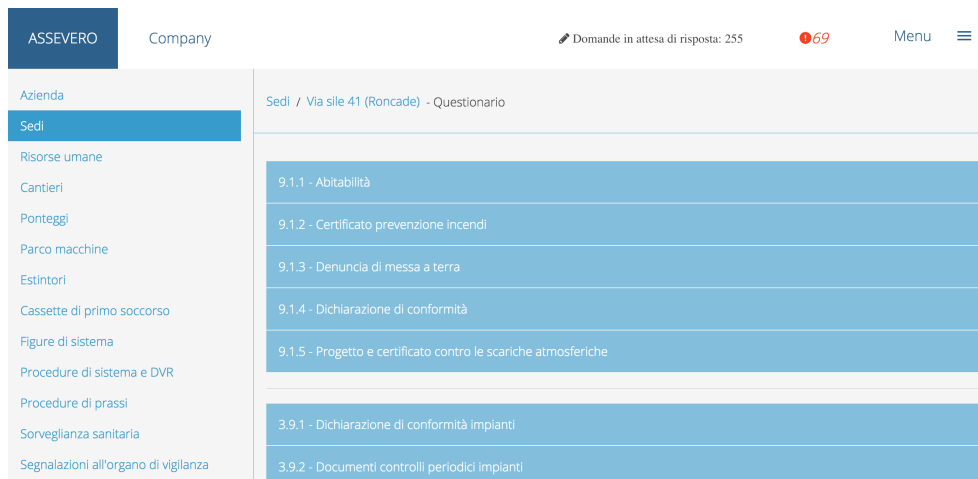 ASSEVERO
Company
Domande in attesa di risposta: 255
69
Menu
Azienda
Sedi
Risorse umane
Cantieri
Ponteggi
Parco macchine
Estintori
Cassette di primo soccorso
Figure di sistema
Procedure di sistema e DVR
Procedure di prassi
Sorveglianza sanitaria
Segnalazioni all'organo di vigilanza
Sedi / Via sile 41 (Roncade) - Questionario
9.1.1 - Abitabilità
9.1.2 - Certificato prevenzione incendi
9.1.3 - Denuncia di messa a terra
9.1.4 - Dichiarazione di conformità
9.1.5 - Progetto e certificato contro le scariche atmosferiche
3.9.1 - Dichiarazione di conformità impianti
3.9.2 - Documenti controlli periodici impianti